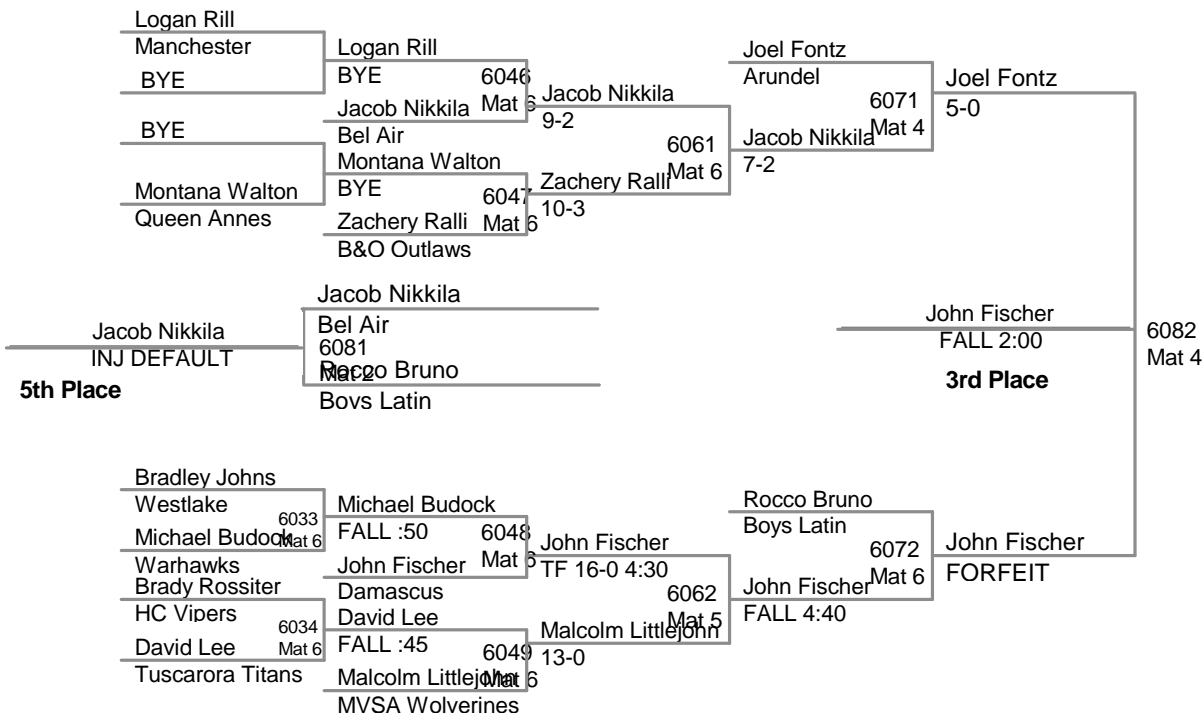 Logan Rill
Manchester
BYE
BYE
Montana Walton
Queen Annes
Logan Rill
BYE
6046
Mat 6
Jacob Nikkila
Bel Air
Montana Walton
BYE
6047
Mat 6
Zachery Ralli
B&O Outlaws
Jacob Nikkila
9-2
6061
Mat 6
Zachery Ralli
10-3
Joel Fontz
Arundel
6071
Mat 4
Jacob Nikkila
7-2
Joel Fontz
5-0
Jacob Nikkila
Bel Air
6081
Mat 2
Rocco Bruno
Boys Latin
Jacob Nikkila
INJ DEFAULT
5th Place
John Fischer
FALL 2:00
3rd Place
6082
Mat 4
Bradley Johns
Westlake
6033
Mat 6
Michael Budock
Warhawks
Brady Rossiter
HC Vipers
6034
Mat 6
David Lee
Tuscarora Titans
Michael Budock
FALL :50
6048
Mat 6
John Fischer
Damascus
David Lee
FALL :45
6049
Mat 6
Malcolm Littlejohn
MVSA Wolverines
John Fischer
TF 16-0 4:30
6062
Mat 5
Malcolm Littlejohn
13-0
Rocco Bruno
Boys Latin
6072
Mat 6
John Fischer
FALL 4:40
John Fischer
FORFEIT